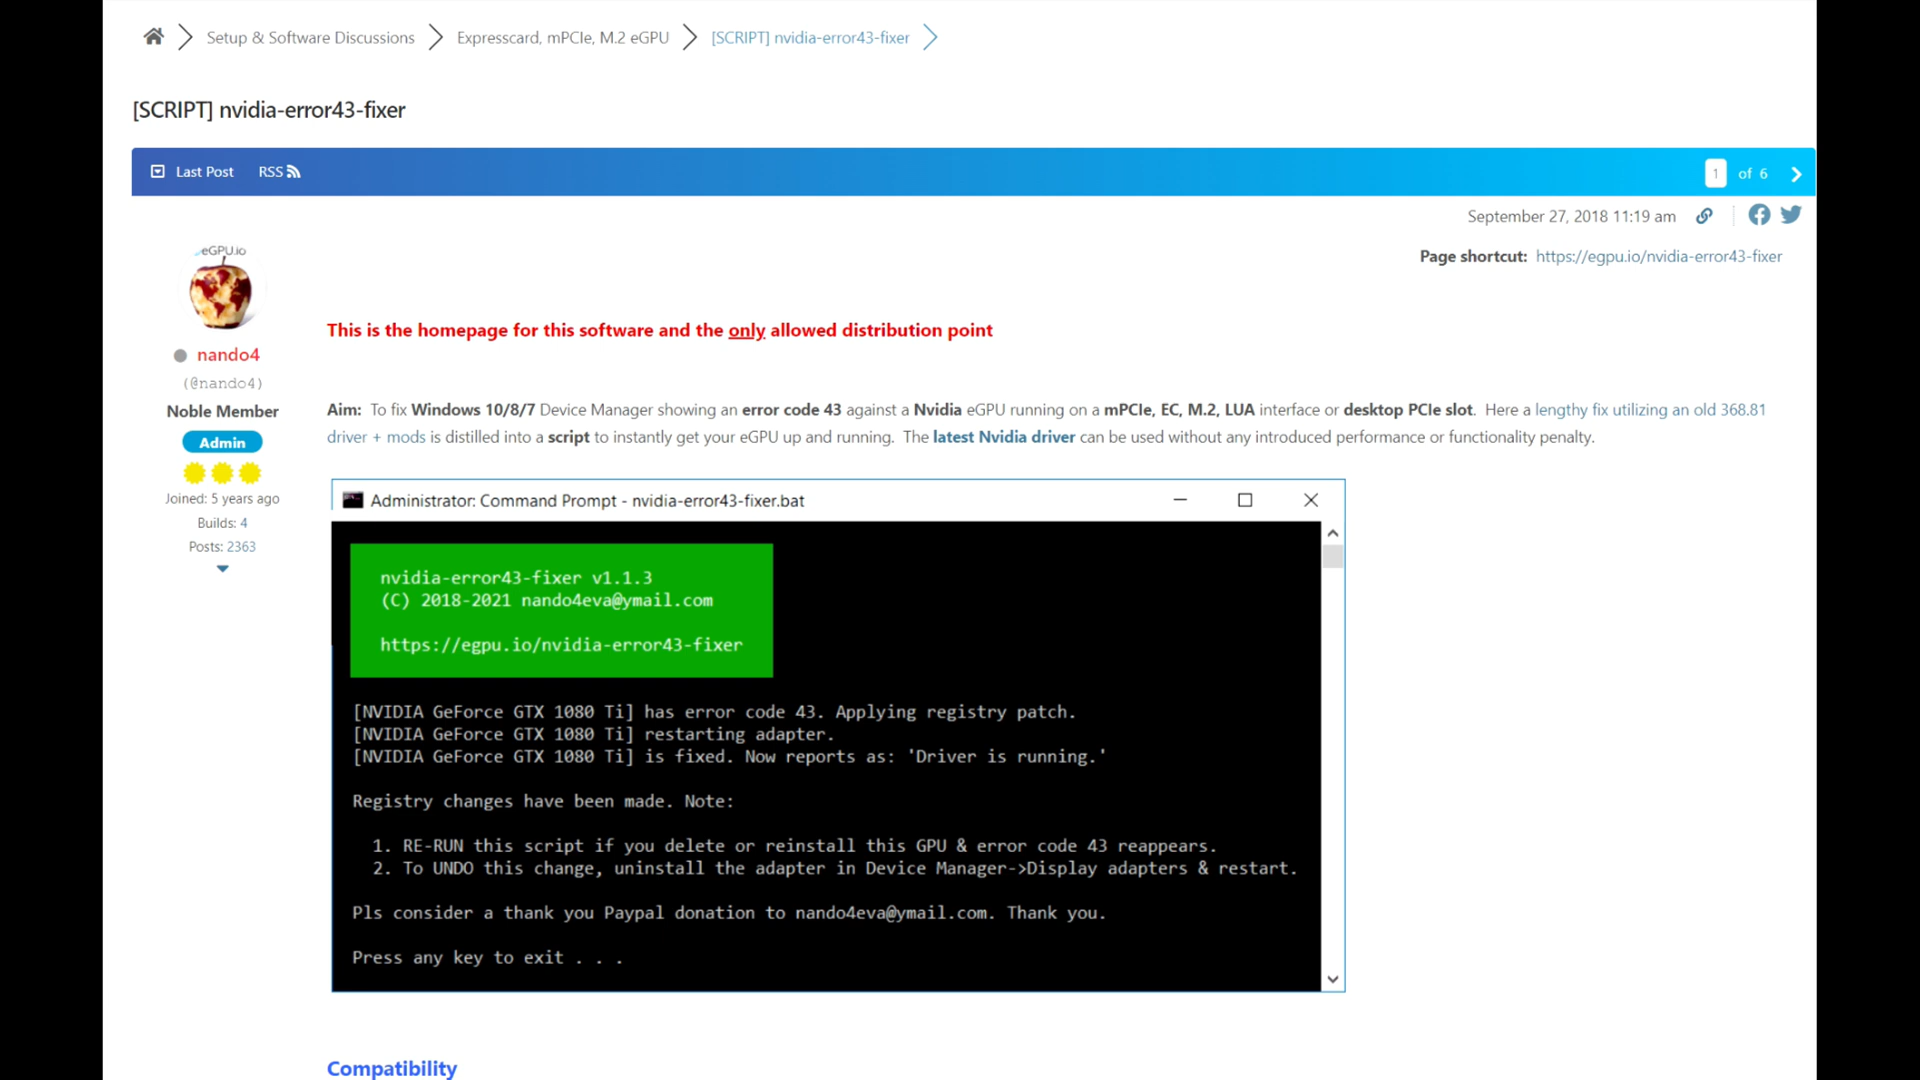 Setup & Software Discussions
Expresscard, mPCIe, M.2 eGPU
[SCRIPT] nvidia-error43-fixer
[SCRIPT] nvidia-error43-fixer
Last Post
RSS
1 of 6
September 27, 2018 11:19 am
Page shortcut: https://egpu.io/nvidia-error43-fixer
eGPU.io
nando4
(@nando4)
Noble Member
Admin
Joined: 5 years ago
Builds: 4
Posts: 2363
This is the homepage for this software and the only allowed distribution point
Aim: To fix Windows 10/8/7 Device Manager showing an error code 43 against a Nvidia eGPU running on a mPCIe, EC, M.2, LUA interface or desktop PCIe slot. Here a lengthy fix utilizing an old 368.81
driver + mods is distilled into a script to instantly get your eGPU up and running. The latest Nvidia driver can be used without any introduced performance or functionality penalty.
Administrator: Command Prompt - nvidia-error43-fixer.bat
nvidia-error43-fixer v1.1.3
(C) 2018-2021 nando4eva@ymail.com
https://egpu.io/nvidia-error43-fixer
[NVIDIA GeForce GTX 1080 Ti] has error code 43. Applying registry patch.
[NVIDIA GeForce GTX 1080 Ti] restarting adapter.
[NVIDIA GeForce GTX 1080 Ti] is fixed. Now reports as: 'Driver is running.'
Registry changes have been made. Note:
1. RE-RUN this script if you delete or reinstall this GPU & error code 43 reappears.
2. To UNDO this change, uninstall the adapter in Device Manager->Display adapters & restart.
Pls consider a thank you Paypal donation to nando4eva@ymail.com. Thank you.
Press any key to exit . . .
Compatibility